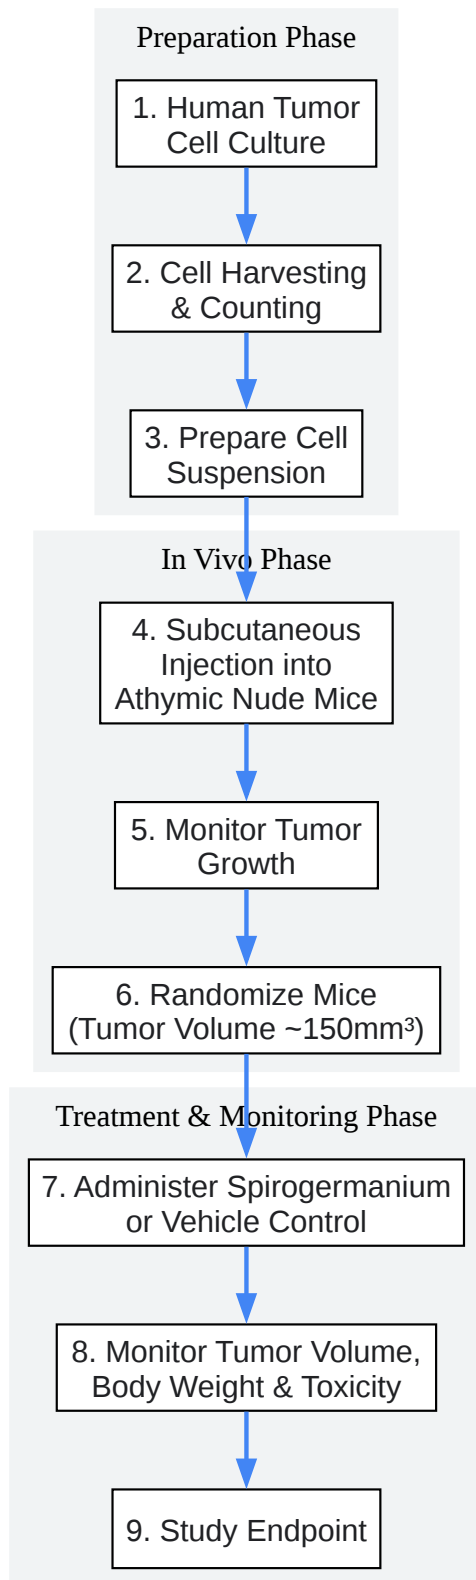 Preparation Phase
1. Human Tumor
Cell Culture
2. Cell Harvesting
& Counting
3. Prepare Cell
Suspension
In Vivo Phase
4. Subcutaneous
Injection into
Athymic Nude Mice
5. Monitor Tumor
Growth
6. Randomize Mice
(Tumor Volume ~150mm³)
Treatment & Monitoring Phase
7. Administer Spirogermanium
or Vehicle Control
8. Monitor Tumor Volume,
Body Weight & Toxicity
9. Study Endpoint